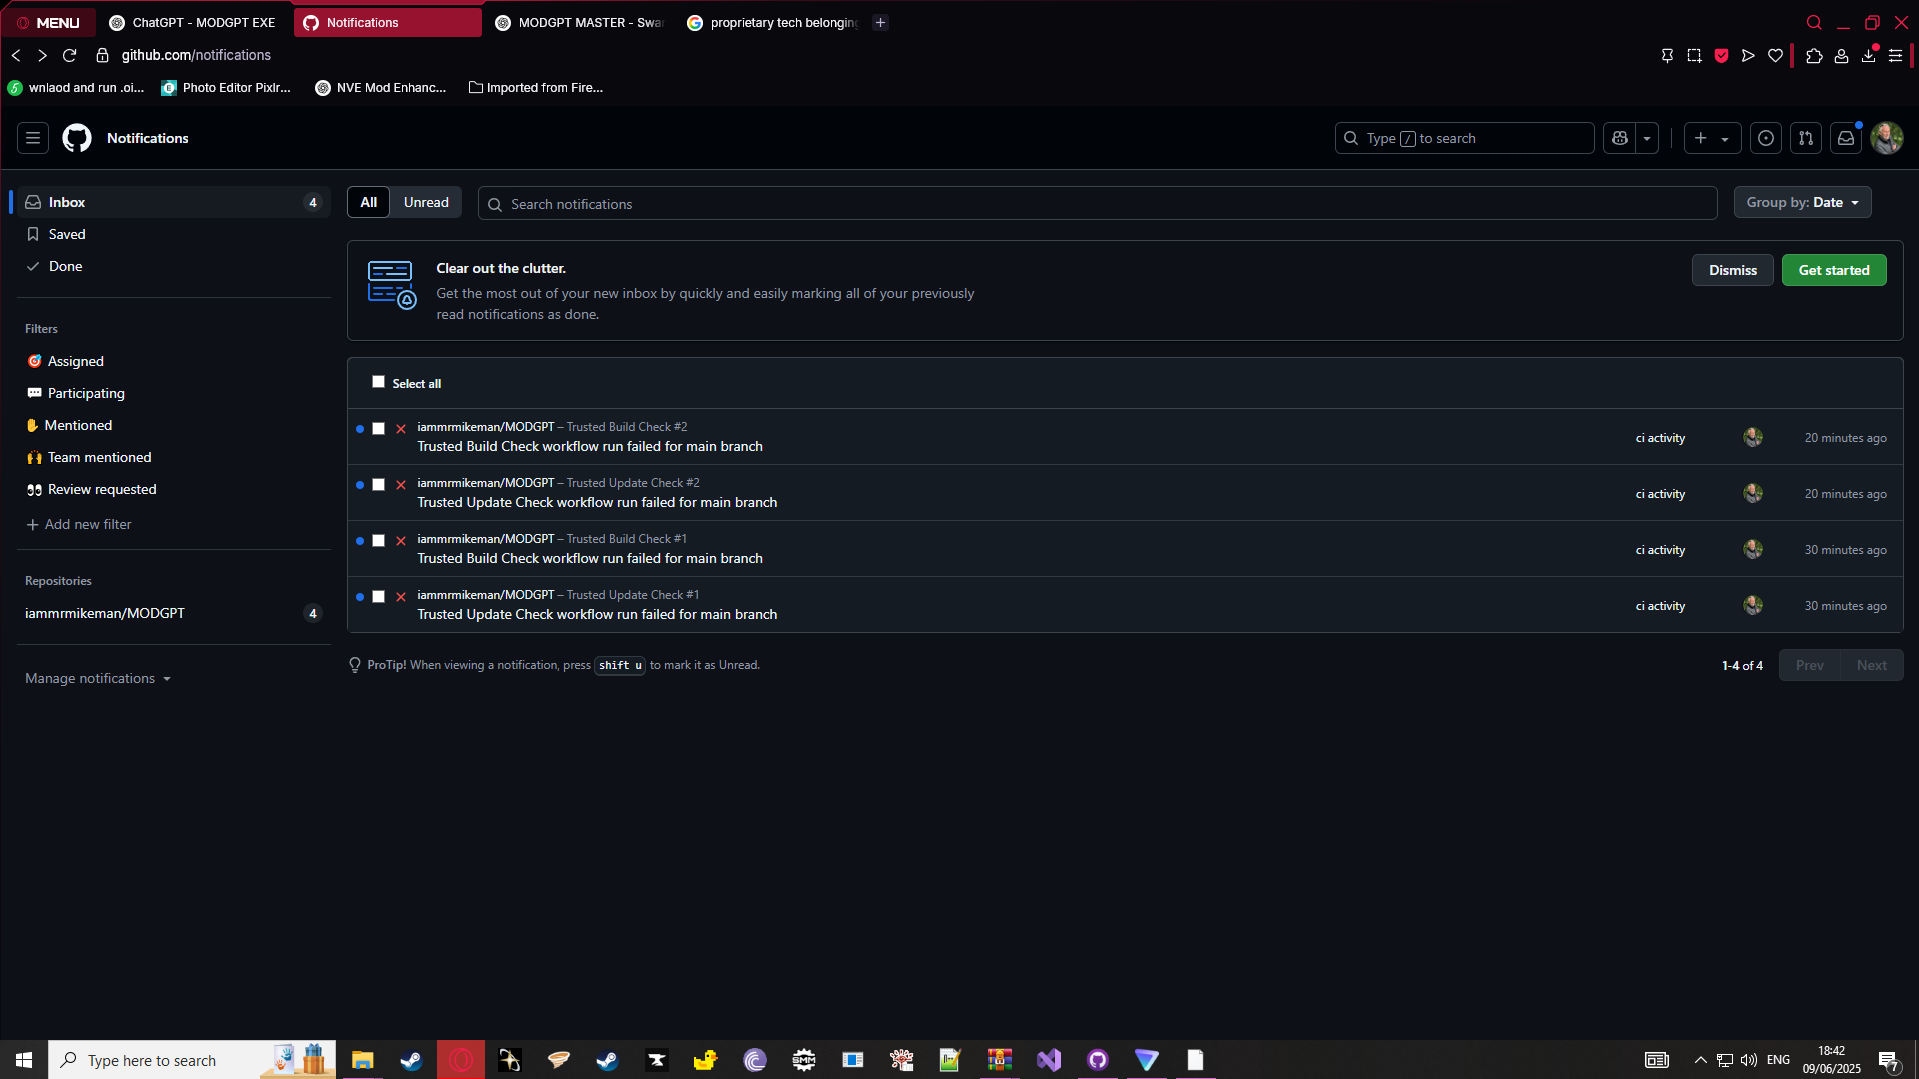 MENU
ChatGPT - MODGPT EXE
Notifications
MODGPT MASTER - Swa
proprietary tech belonging
github.com/notifications
wnlaod and run .oi...
Photo Editor Pixlr...
NVE Mod Enhanc...
Imported from Fire...
Notifications
Type / to search
Inbox 4
Saved
Done
All
Unread
Search notifications
Group by: Date
Clear out the clutter.
Get the most out of your new inbox by quickly and easily marking all of your previously
read notifications as done.
Dismiss
Get started
Filters
Assigned
Participating
Mentioned
Team mentioned
Review requested
Add new filter
Repositories
iammrmikeman/MODGPT 4
Manage notifications
Select all
iammrmikeman/MODGPT – Trusted Build Check #2
Trusted Build Check workflow run failed for main branch
ci activity
20 minutes ago
iammrmikeman/MODGPT – Trusted Update Check #2
Trusted Update Check workflow run failed for main branch
ci activity
20 minutes ago
iammrmikeman/MODGPT – Trusted Build Check #1
Trusted Build Check workflow run failed for main branch
ci activity
30 minutes ago
iammrmikeman/MODGPT – Trusted Update Check #1
Trusted Update Check workflow run failed for main branch
ci activity
30 minutes ago
ProTip! When viewing a notification, press shift u to mark it as Unread.
1-4 of 4
Prev
Next
Type here to search
SMM
ENG
18:42
09/06/2025
7